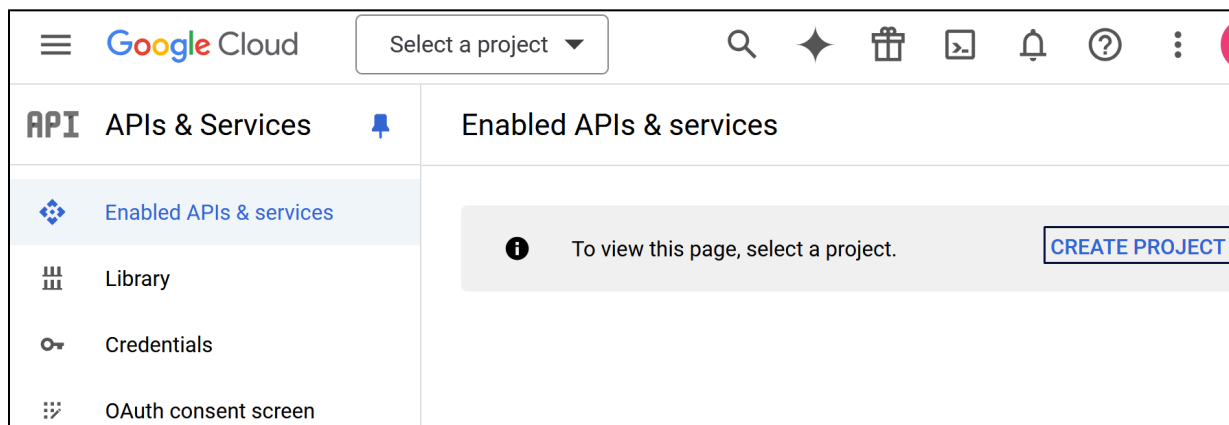 Google Cloud
Select a project
API
APIs & Services
Enabled APIs & services
Enabled APIs & services
To view this page, select a project.
CREATE PROJECT
Library
Credentials
OAuth consent screen